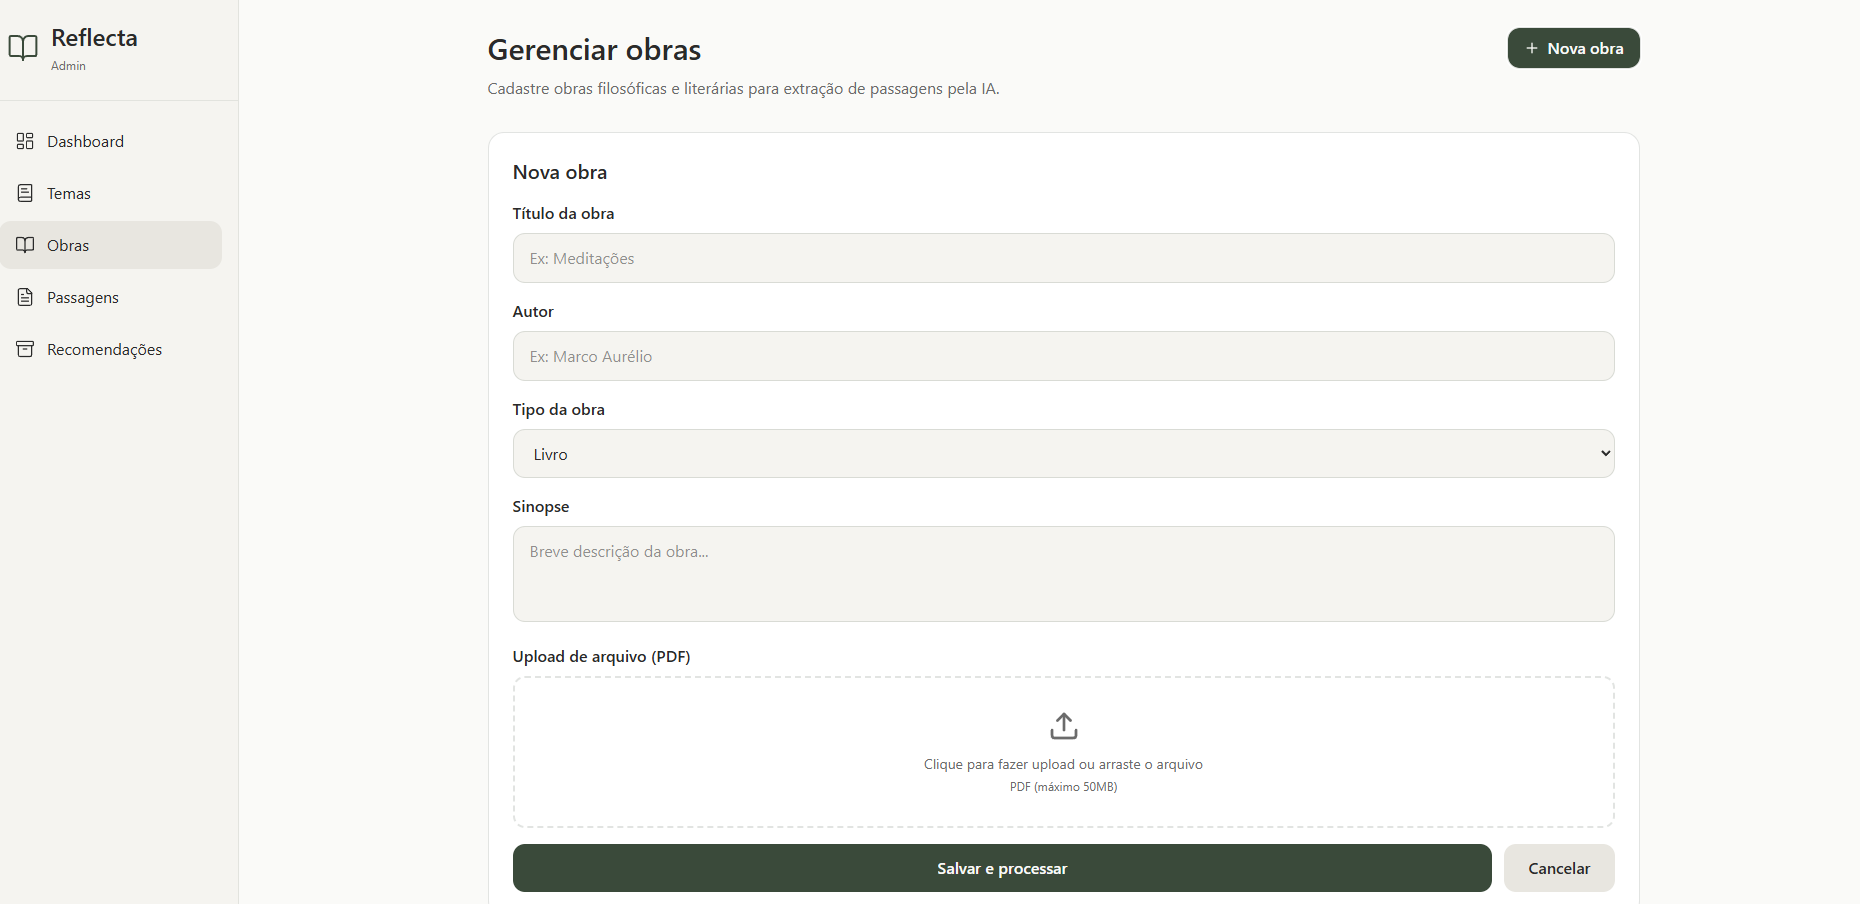 Reflecta
Admin
Dashboard
Temas
Obras
Passagens
Recomendações
Gerenciar obras
Cadastre obras filosóficas e literárias para extração de passagens pela IA.
Nova obra
Nova obra
Título da obra
Ex: Meditações
Autor
Ex: Marco Aurélio
Tipo da obra
Livro
Sinopse
Breve descrição da obra...
Upload de arquivo (PDF)
Clique para fazer upload ou arraste o arquivo
PDF (máximo 50MB)
Salvar e processar
Cancelar